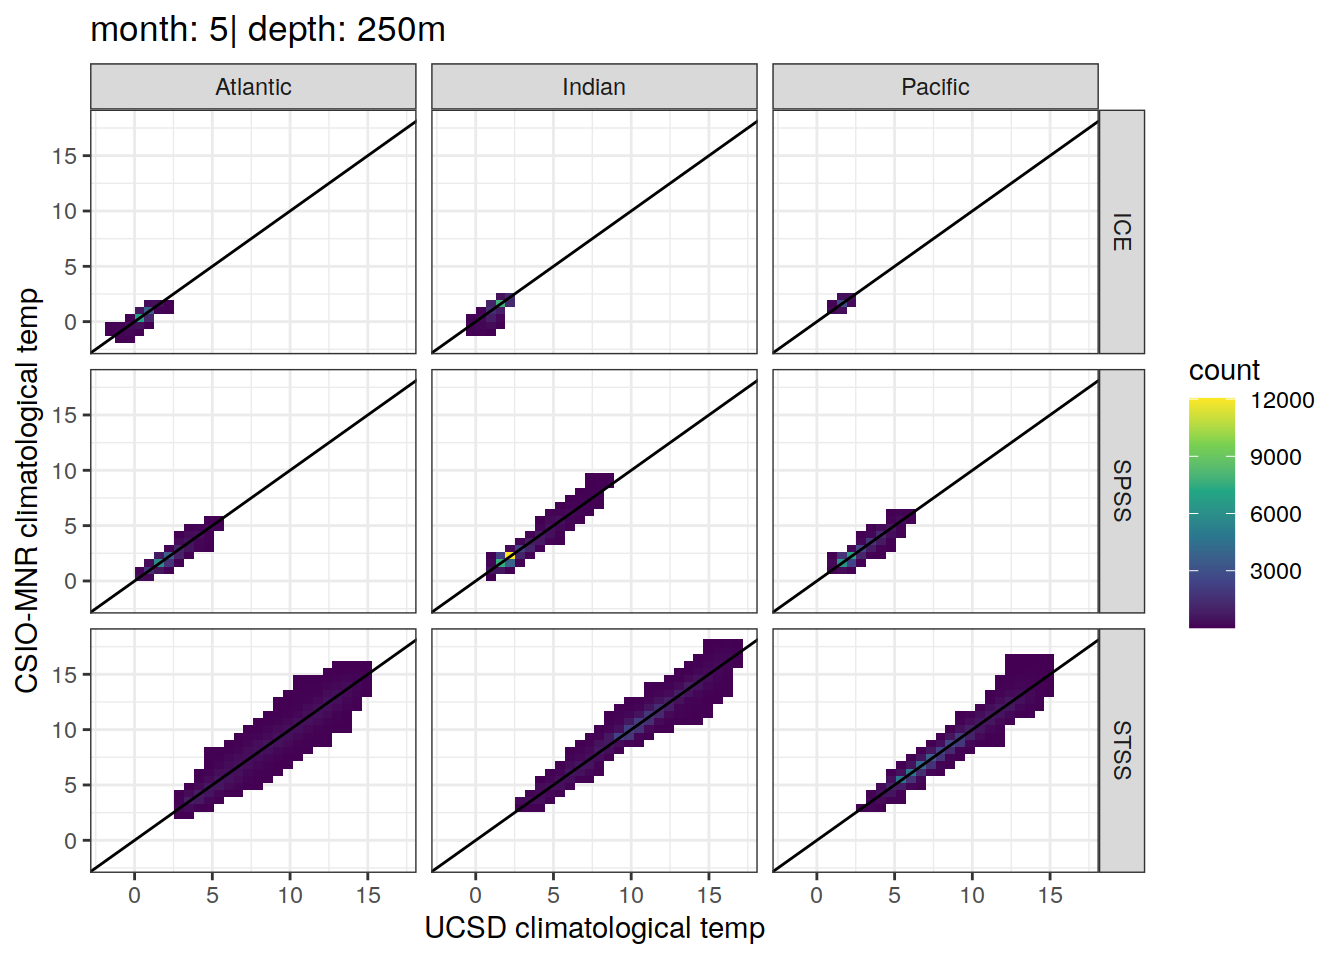 month: 5| depth: 250m
Atlantic
Indian
Pacific
15
10
5
0
ICE
15
10
5
0
SPSS
15
10
5
0
STSS
0 5 10 15
0 5 10 15
0 5 10 15
UCSD climatological temp
CSIO-MNR climatological temp
count
12000
9000
6000
3000